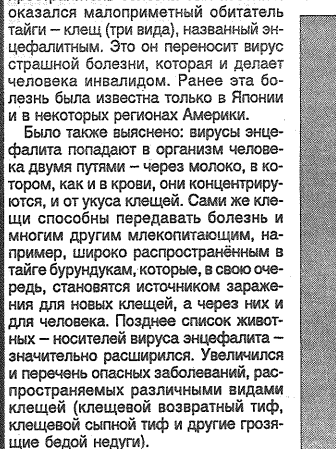 оказался малоприметный обитатель
тайги – клещ (три вида), названный эн-
цефалитным. Это он переносит вирус
страшной болезни, которая и делает
человека инвалидом. Ранее эта бо-
лезнь была известна только в Японии
и в некоторых регионах Америки.
Было также выяснено: вирусы энце-
фалита попадают в организм челове-
ка двумя путями – через молоко, в ко-
тором, как и в крови, они концентриру-
ются, и от укуса клещей. Сами же кле-
щи способны передавать болезнь и
многим другим млекопитающим, на-
пример, широко распространённым в
тайге бурундукам, которые, в свою оче-
редь, становятся источником зараже-
ния для новых клещей, а через них и
для человека. Позднее список живот-
ных – носителей вируса энцефалита –
значительно расширился. Увеличился
и перечень опасных заболеваний, рас-
пространяемых различными видами
клещей (клещевой возвратный тиф,
клещевой сыпной тиф и другие грозя-
щие бедой недуги).